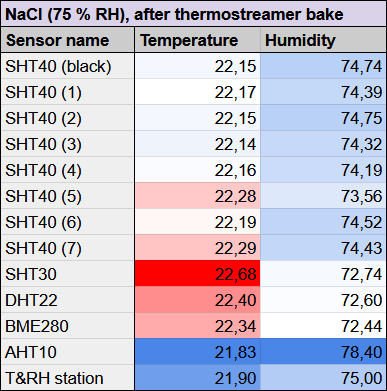 NaCl (75 % RH), after thermostreamer bake
Sensor name Temperature Humidity
SHT40 (black) 22,15 74,74
SHT40 (1) 22,17 74,39
SHT40 (2) 22,15 74,75
SHT40 (3) 22,14 74,32
SHT40 (4) 22,16 74,19
SHT40 (5) 22,28 73,56
SHT40 (6) 22,19 74,52
SHT40 (7) 22,29 74,43
SHT30 22,68 72,74
DHT22 22,40 72,60
BME280 22,34 72,44
AHT10 21,83 78,40
T&RH station 21,90 75,00